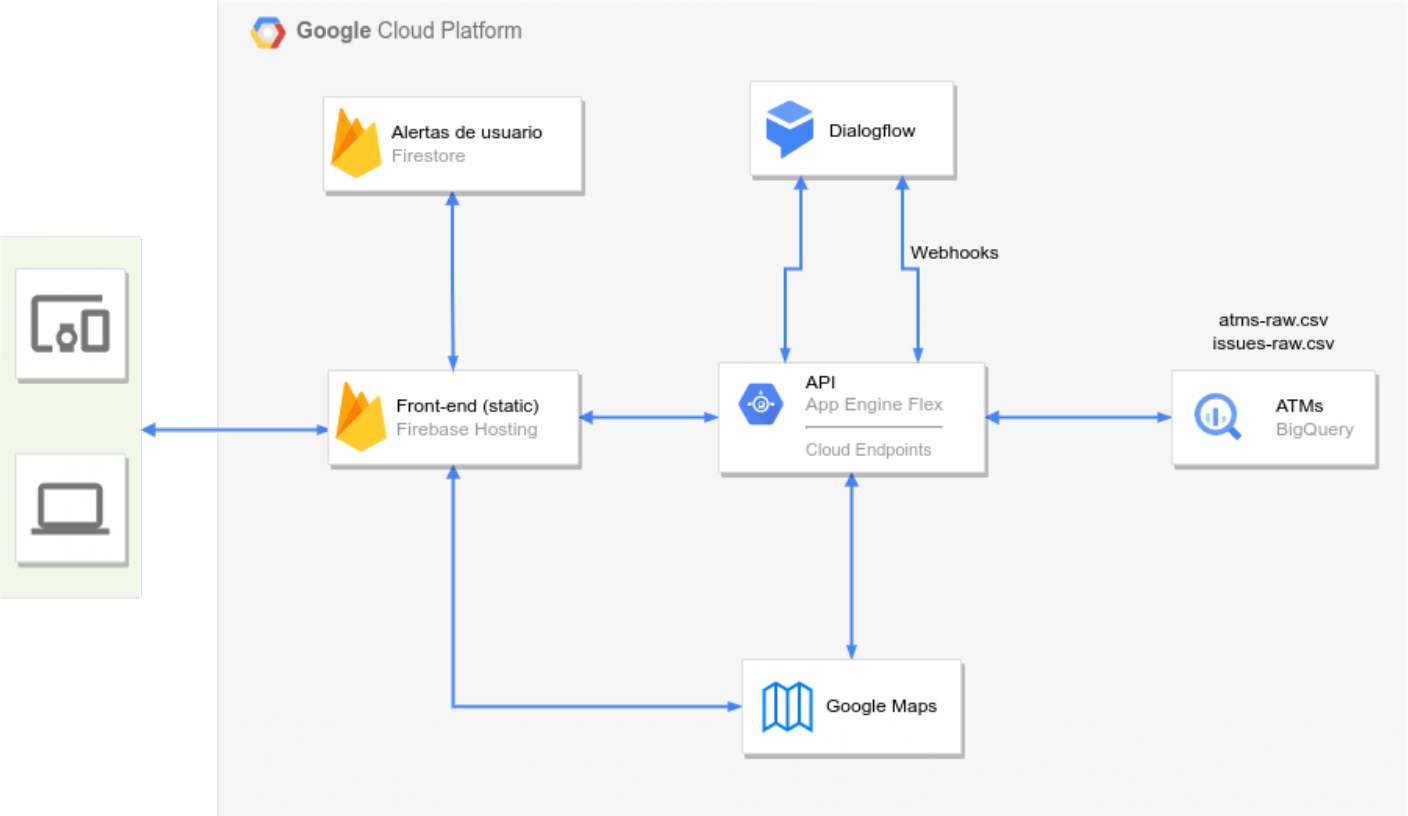 Google Cloud Platform
Alertas de usuario
Firestore
Dialogflow
Webhooks
atms-raw.csv
issues-raw.csv
Front-end (static)
Firebase Hosting
API
App Engine Flex
Cloud Endpoints
ATMs
BigQuery
Google Maps